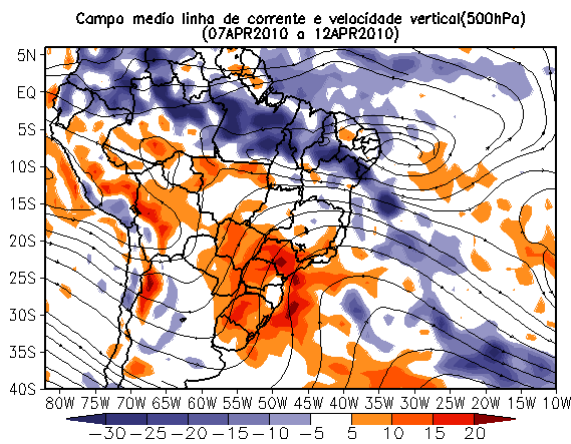 Campo medio linha de corrente e velocidade vertical(500hPa)
(07APR2010 a 12APR2010)
5N
EQ
5S
10S
15S
20S
25S
30S
35S
40S
80W 75W 70W 65W 60W 55W 50W 45W 40W 35W 30W 25W 20W 15W 10W
-30 -25 -20 -15 -10 -5 5 10 15 20